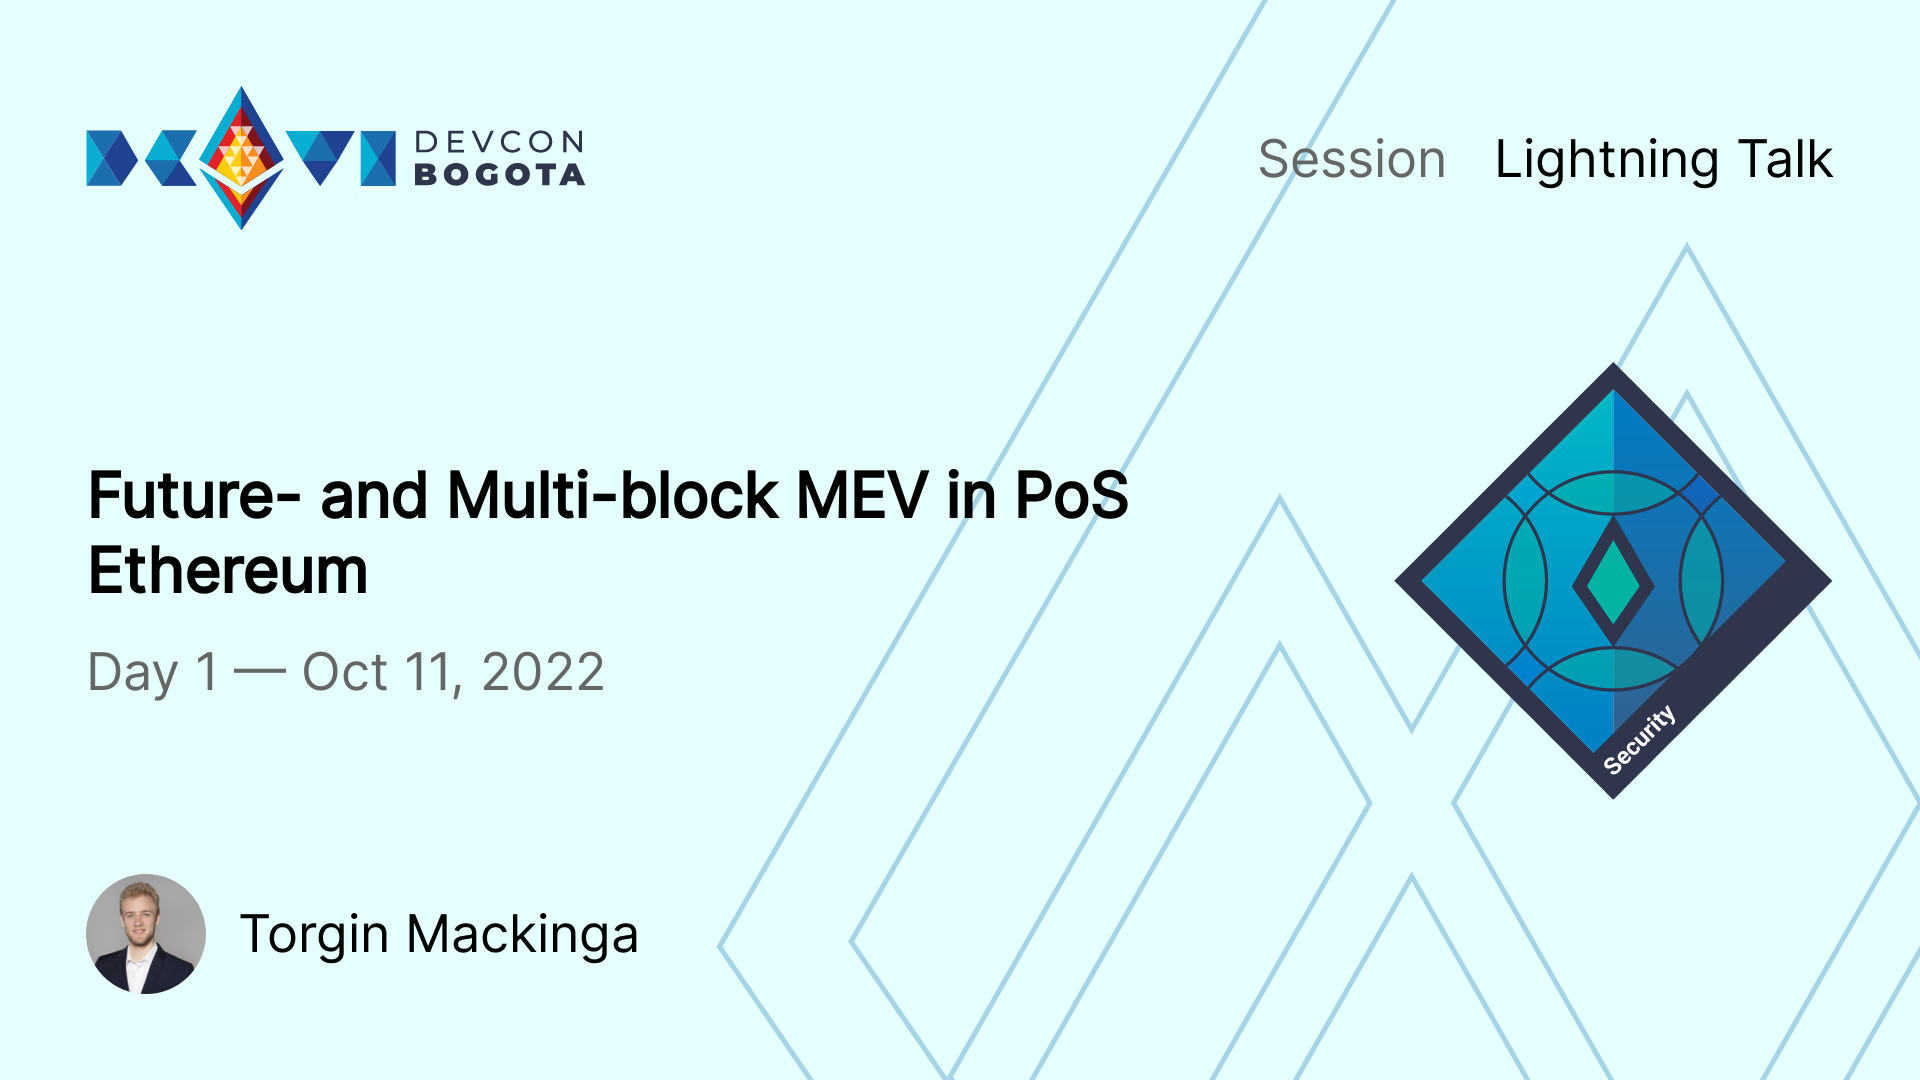 DEVCON
BOGOTA
Session Lightning Talk
Future- and Multi-block MEV in PoS
Ethereum
Day 1 — Oct 11, 2022
Security
Torgin Mackinga